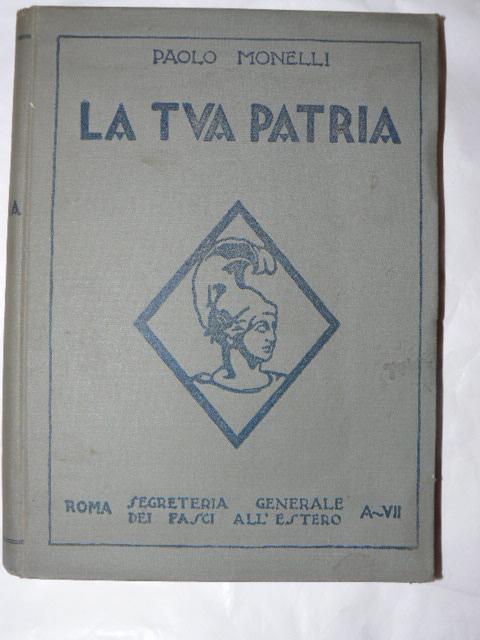 PAOLO MONELLI
LA TVA PATRIA
A
ROMA SEGRETERIA GENERALE A~VII
DEI FASCI ALL'ESTERO